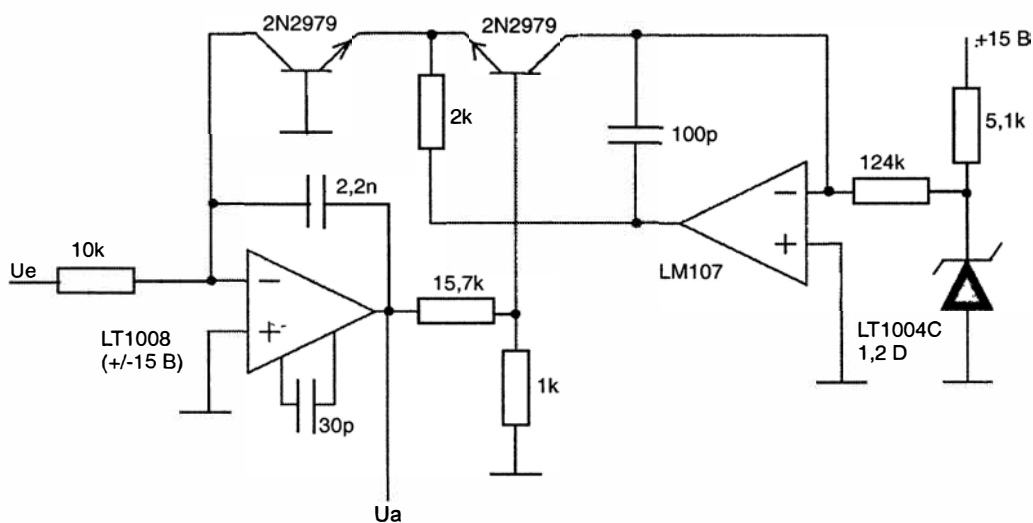 2N2979
2N2979
.+15 В
2k
100p
5,1k
124k
2,2n
Ue
10k
LM107
15,7k
LT1008
(+/-15 В)
LT1004C
1,2 D
30p
1k
Ua